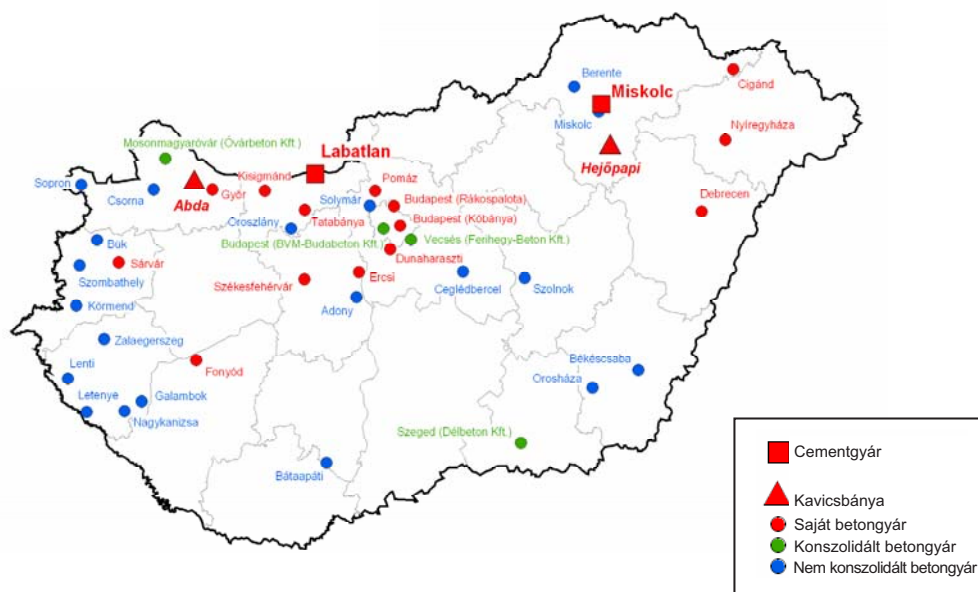 Berente
Cigánd
Miskolc
Miskolc
Nyíregyháza
Hejőpapi
Debrecen
Mosonmagyaróvár (Óvárbeton Kft.)
Labatlan
Sopron
Csorna
Abda
Győr
Kisigmánd
Pomáz
Solymár
Tatabánya
Budapest (Rákospalota)
Oroszlány
Budapest (Kőbánya)
Budapest (BVM-Budabeton Kft.)
Vecsés (Ferihegy-Beton Kft.)
Dunaharaszti
Bük
Sárvár
Szombathely
Székesfehérvár
Ercsi
Ceglédbercel
Szolnok
Adony
Körmend
Zalaegerszeg
Fonyód
Békéscsaba
Orosháza
Lenti
Letenye
Galambok
Nagykanizsa
Szeged (Délbeton Kft.)
Bátaapáti
Cementgyár
Kavicsbánya
Saját betongyár
Konszolidált betongyár
Nem konszolidált betongyár